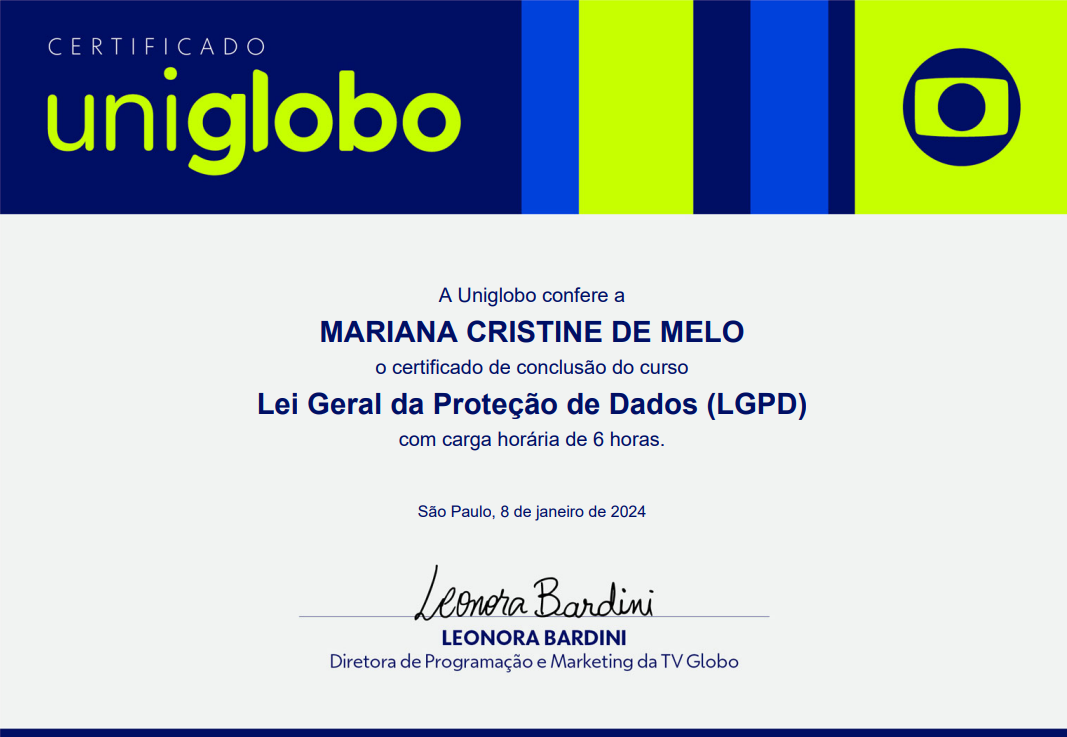 CERTIFICADO
uniglobo
A Uniglobo confere a
MARIANA CRISTINE DE MELO
o certificado de conclusão do curso
Lei Geral da Proteção de Dados (LGPD)
com carga horária de 6 horas.
São Paulo, 8 de janeiro de 2024
Leonora Bardini
LEONORA BARDINI
Diretora de Programação e Marketing da TV Globo